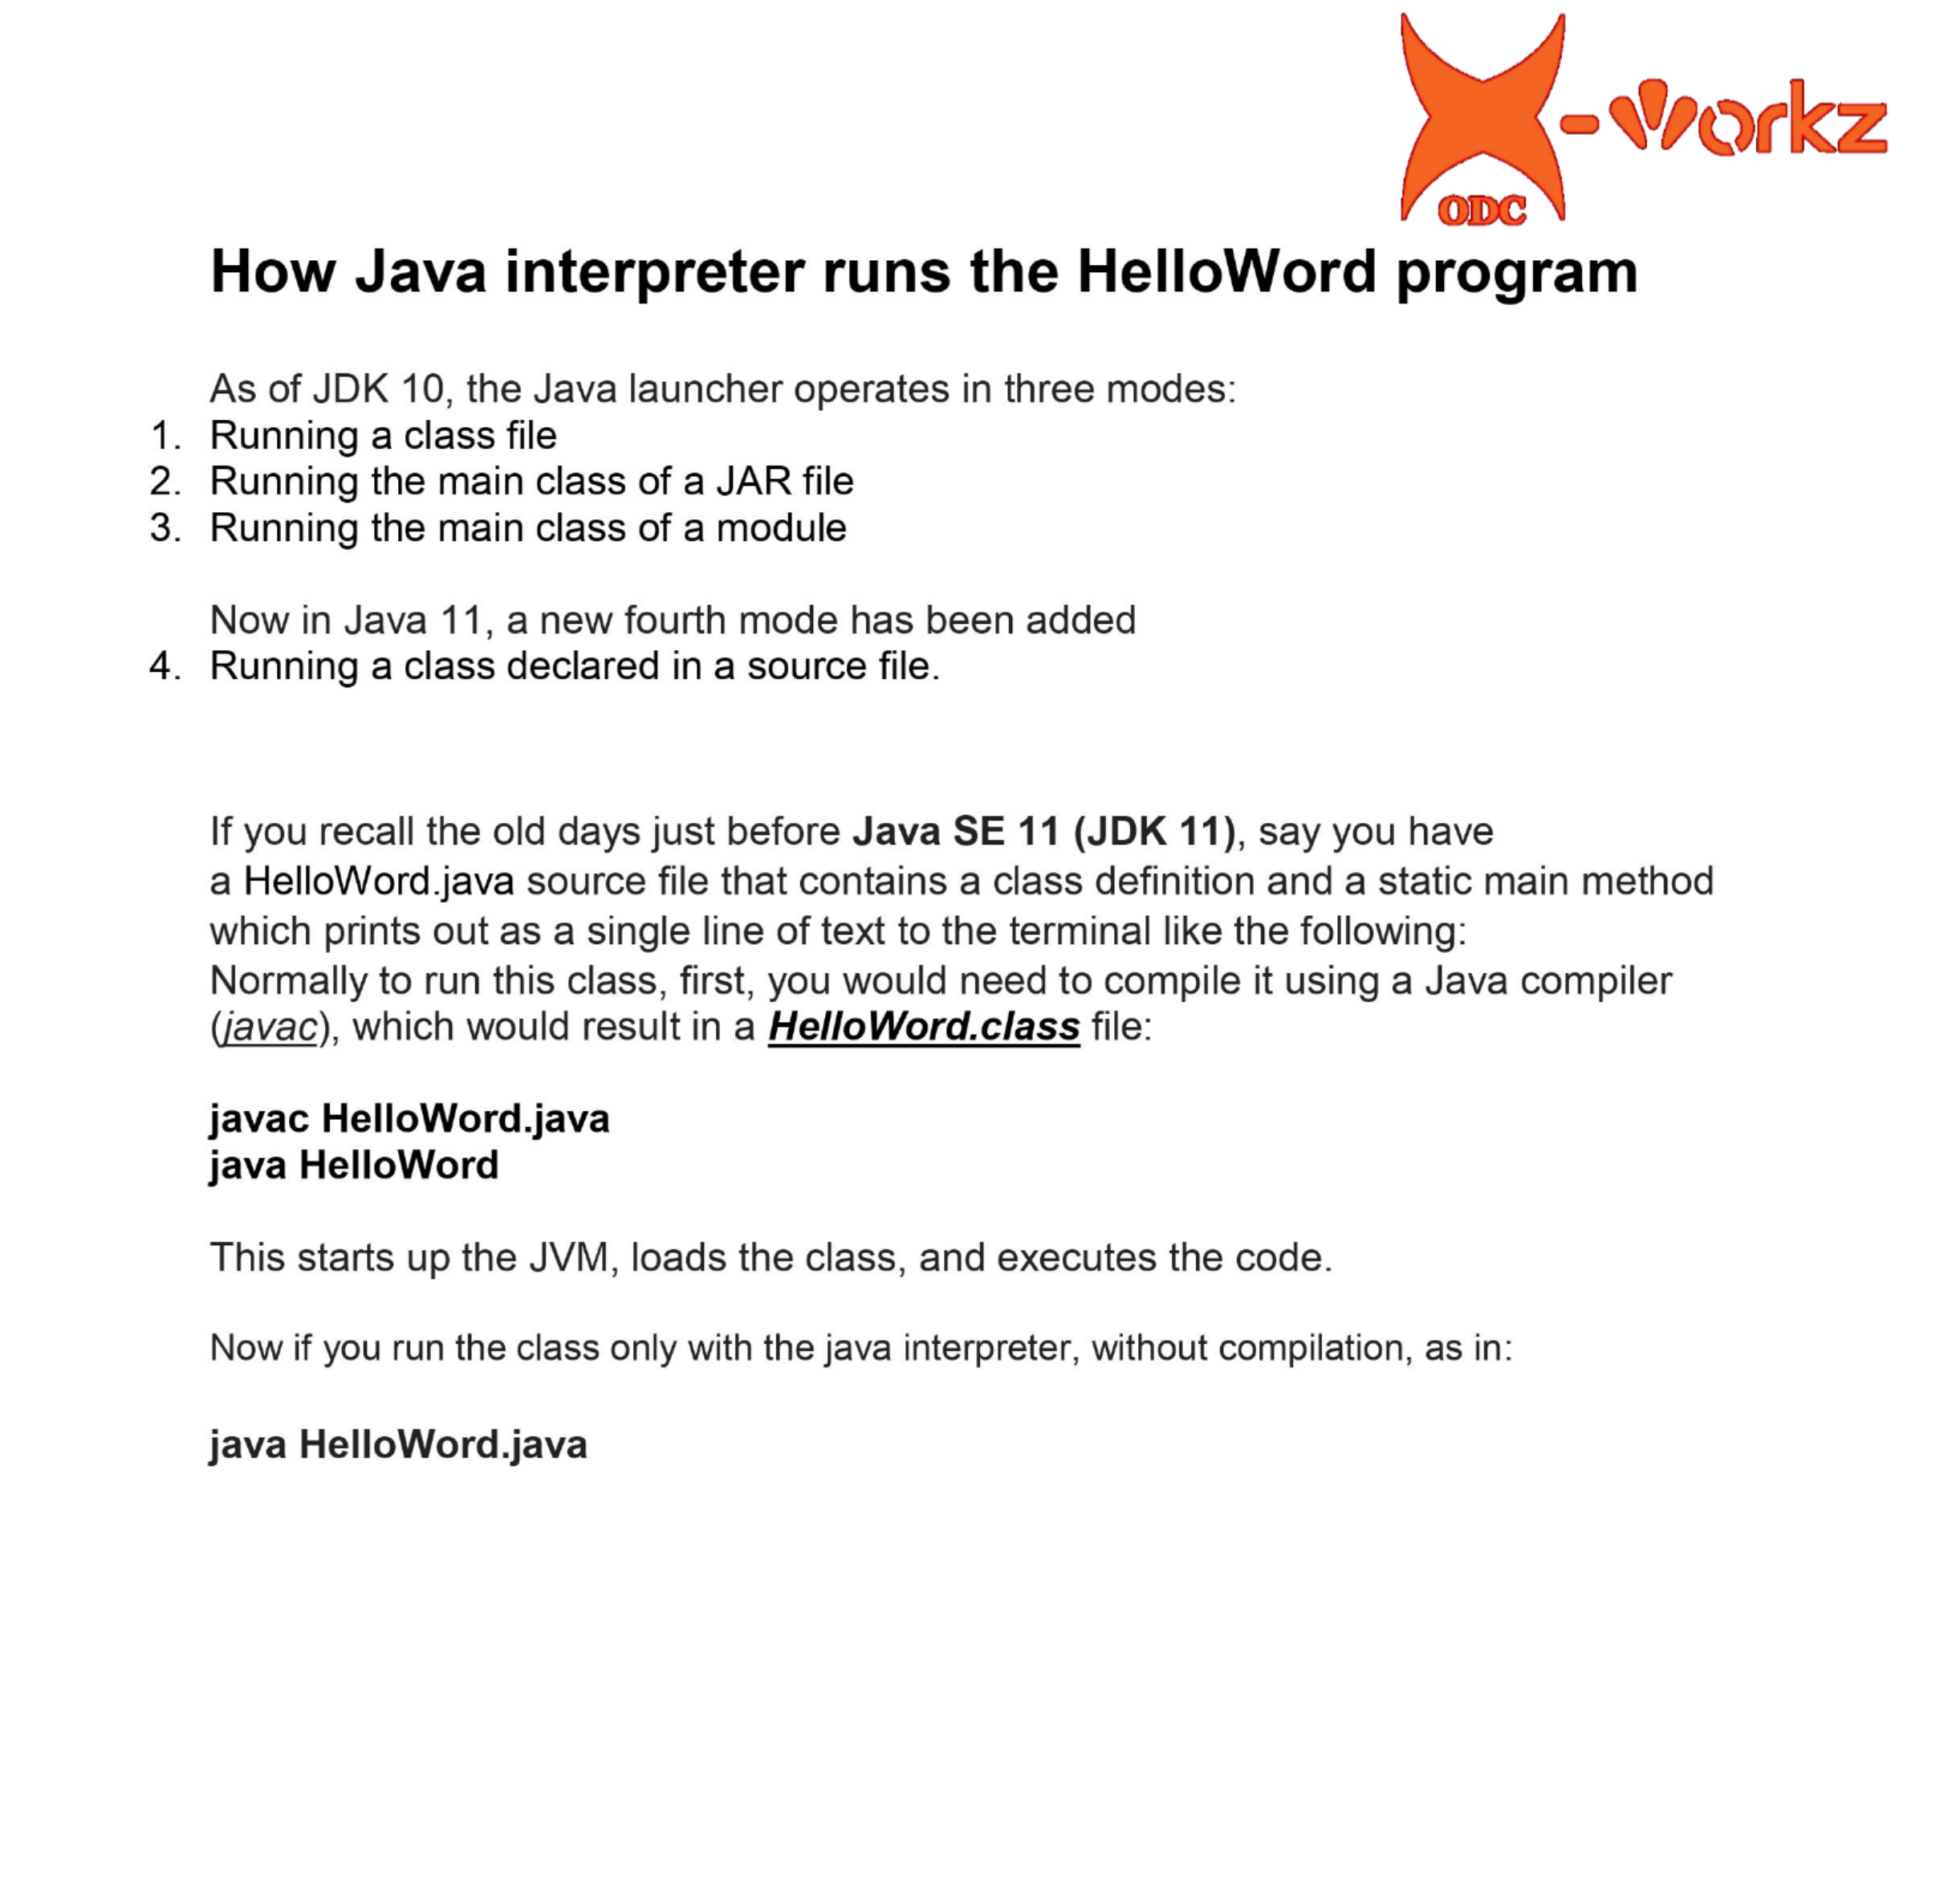 X-Workz
ODC
How Java interpreter runs the HelloWord program
As of JDK 10, the Java launcher operates in three modes:
1. Running a class file
2. Running the main class of a JAR file
3. Running the main class of a module
Now in Java 11, a new fourth mode has been added
4. Running a class declared in a source file.
If you recall the old days just before Java SE 11 (JDK 11), say you have
a HelloWord.java source file that contains a class definition and a static main method
which prints out as a single line of text to the terminal like the following:
Normally to run this class, first, you would need to compile it using a Java compiler
(javac), which would result in a HelloWord.class file:
javac HelloWord.java
java HelloWord
This starts up the JVM, loads the class, and executes the code.
Now if you run the class only with the java interpreter, without compilation, as in:
java HelloWord.java